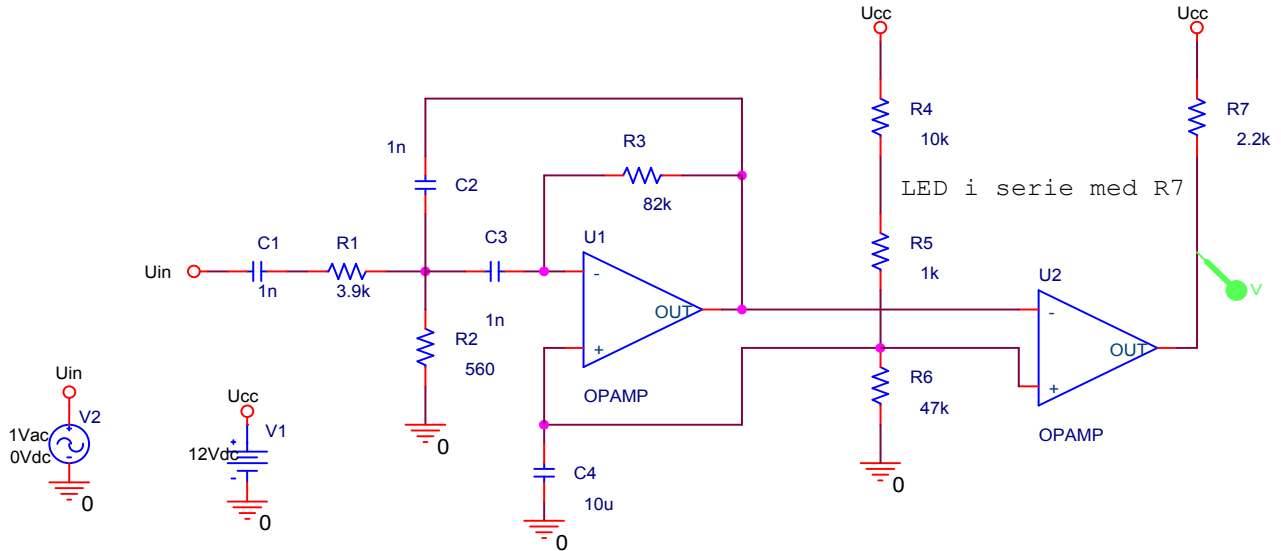 Ucc
Ucc
R4
10k
R7
2.2k
R3
82k
1n
C2
LED i serie med R7
C1
1n
R1
3.9k
C3
1n
U1
-
+
OUT
OPAMP
R5
1k
U2
-
+
OUT
OPAMP
V
Uin
R2
560
0
R6
47k
0
Uin
V2
1Vac
0Vdc
+
-
0
Ucc
V1
12Vdc
+
-
0
C4
10u
0